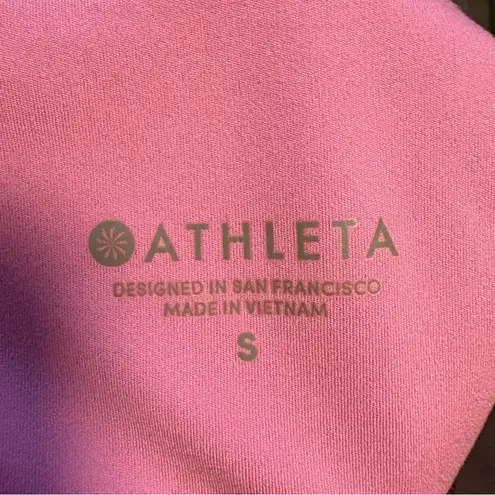 ATHLETA
DESIGNED IN SAN FRANCISCO
MADE IN VIETNAM
S